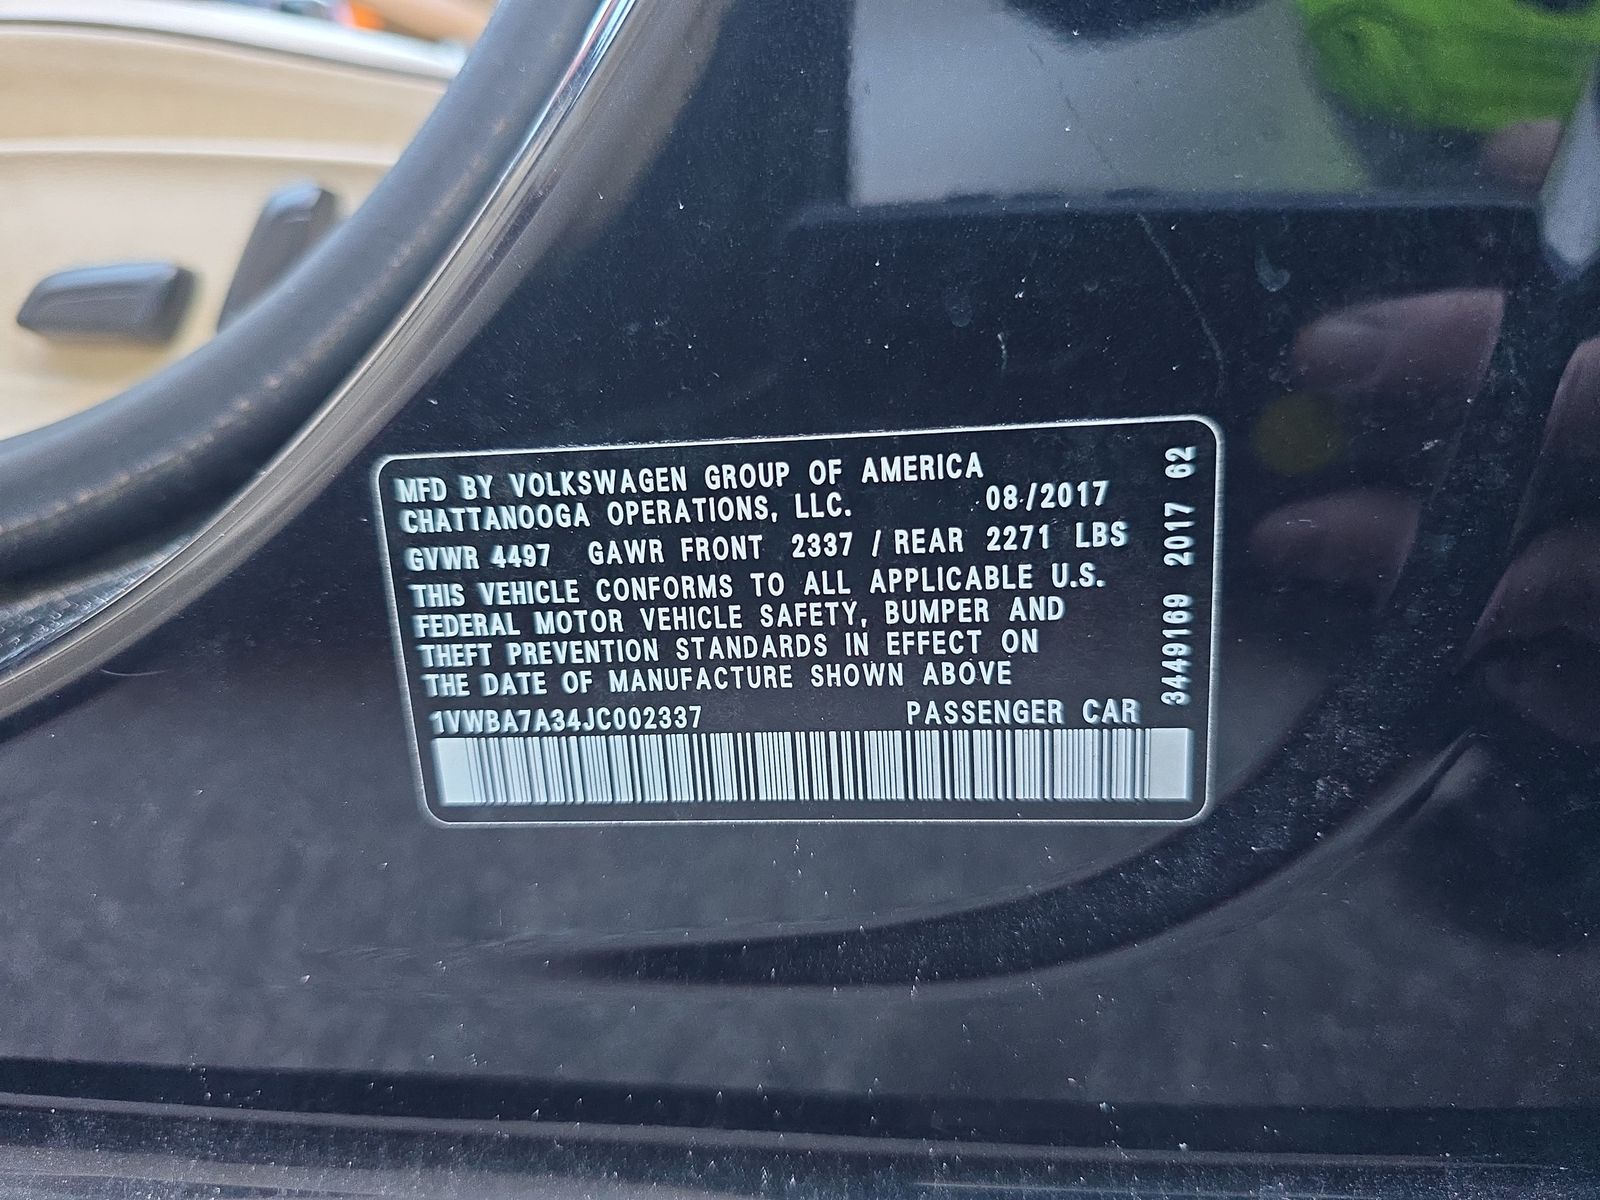 MFD BY VOLKSWAGEN GROUP OF AMERICA
CHATTANOOGA OPERATIONS, LLC. 08/2017
GVWR 4497 GAWR FRONT 2337 / REAR 2271 LBS
THIS VEHICLE CONFORMS TO ALL APPLICABLE U.S.
FEDERAL MOTOR VEHICLE SAFETY, BUMPER AND
THEFT PREVENTION STANDARDS IN EFFECT ON
THE DATE OF MANUFACTURE SHOWN ABOVE
1VWBA7A34JC002337 PASSENGER CAR
3449169 2017 62